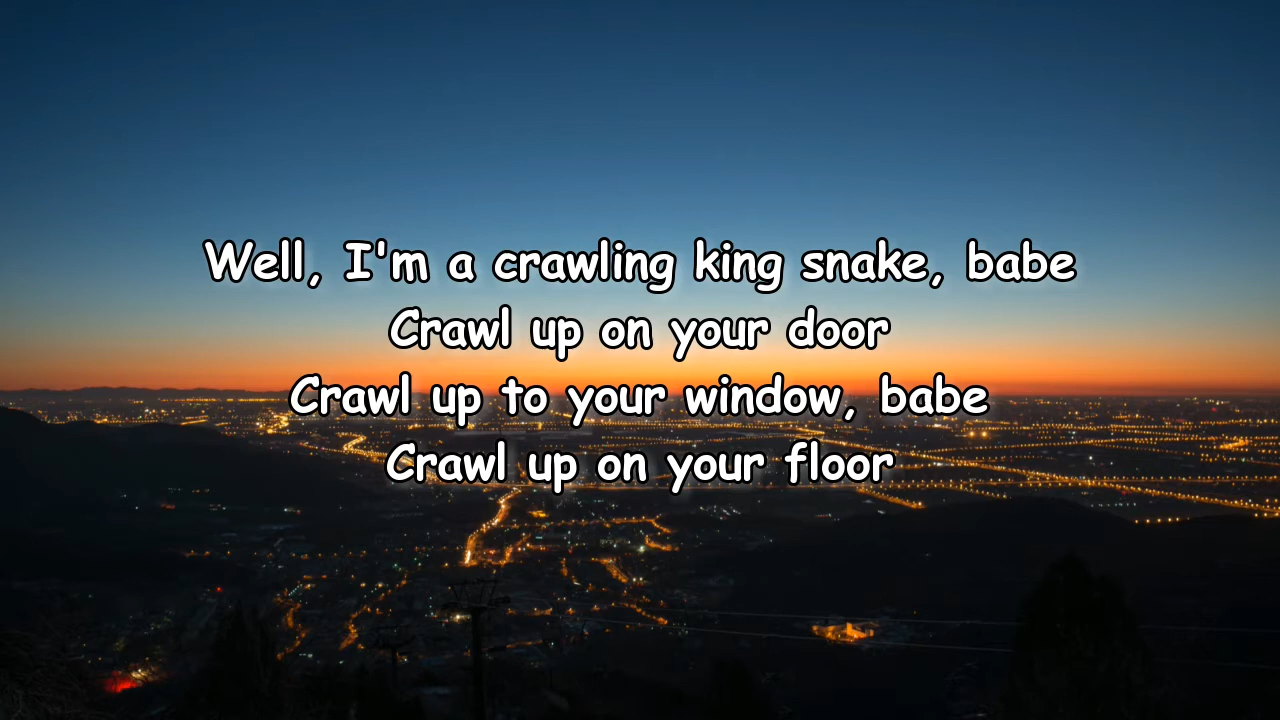 Well, I'm a crawling king snake, babe
Crawl up on your door
Crawl up to your window, babe
Crawl up on your floor